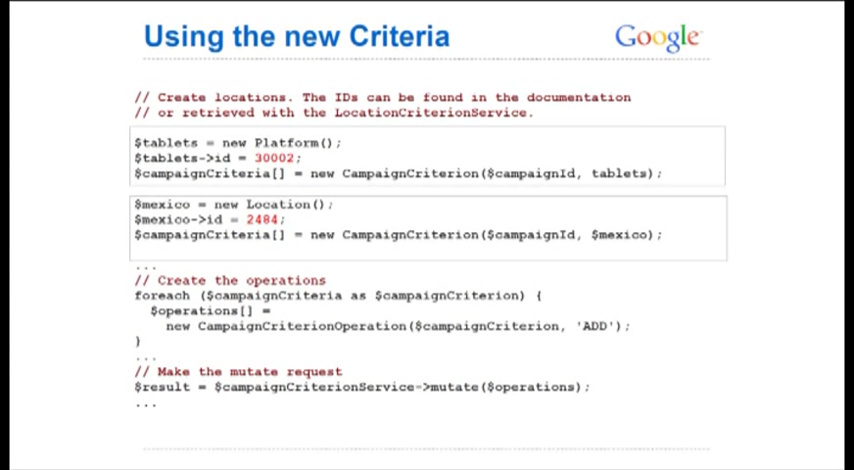 Using the new Criteria
Google
// Create locations. The IDs can be found in the documentation
// or retrieved with the LocationCriterionService.
$tablets = new Platform();
$tablets->id = 30002;
$campaignCriteria[] = new CampaignCriterion($campaignId, tablets);
$mexico = new Location();
$mexico->id = 2484;
$campaignCriteria[] = new CampaignCriterion($campaignId, $mexico);
...
// Create the operations
foreach ($campaignCriteria as $campaignCriterion) {
$operations[] =
new CampaignCriterionOperation($campaignCriterion, 'ADD');
}
...
// Make the mutate request
$result = $campaignCriterionService->mutate($operations);
...